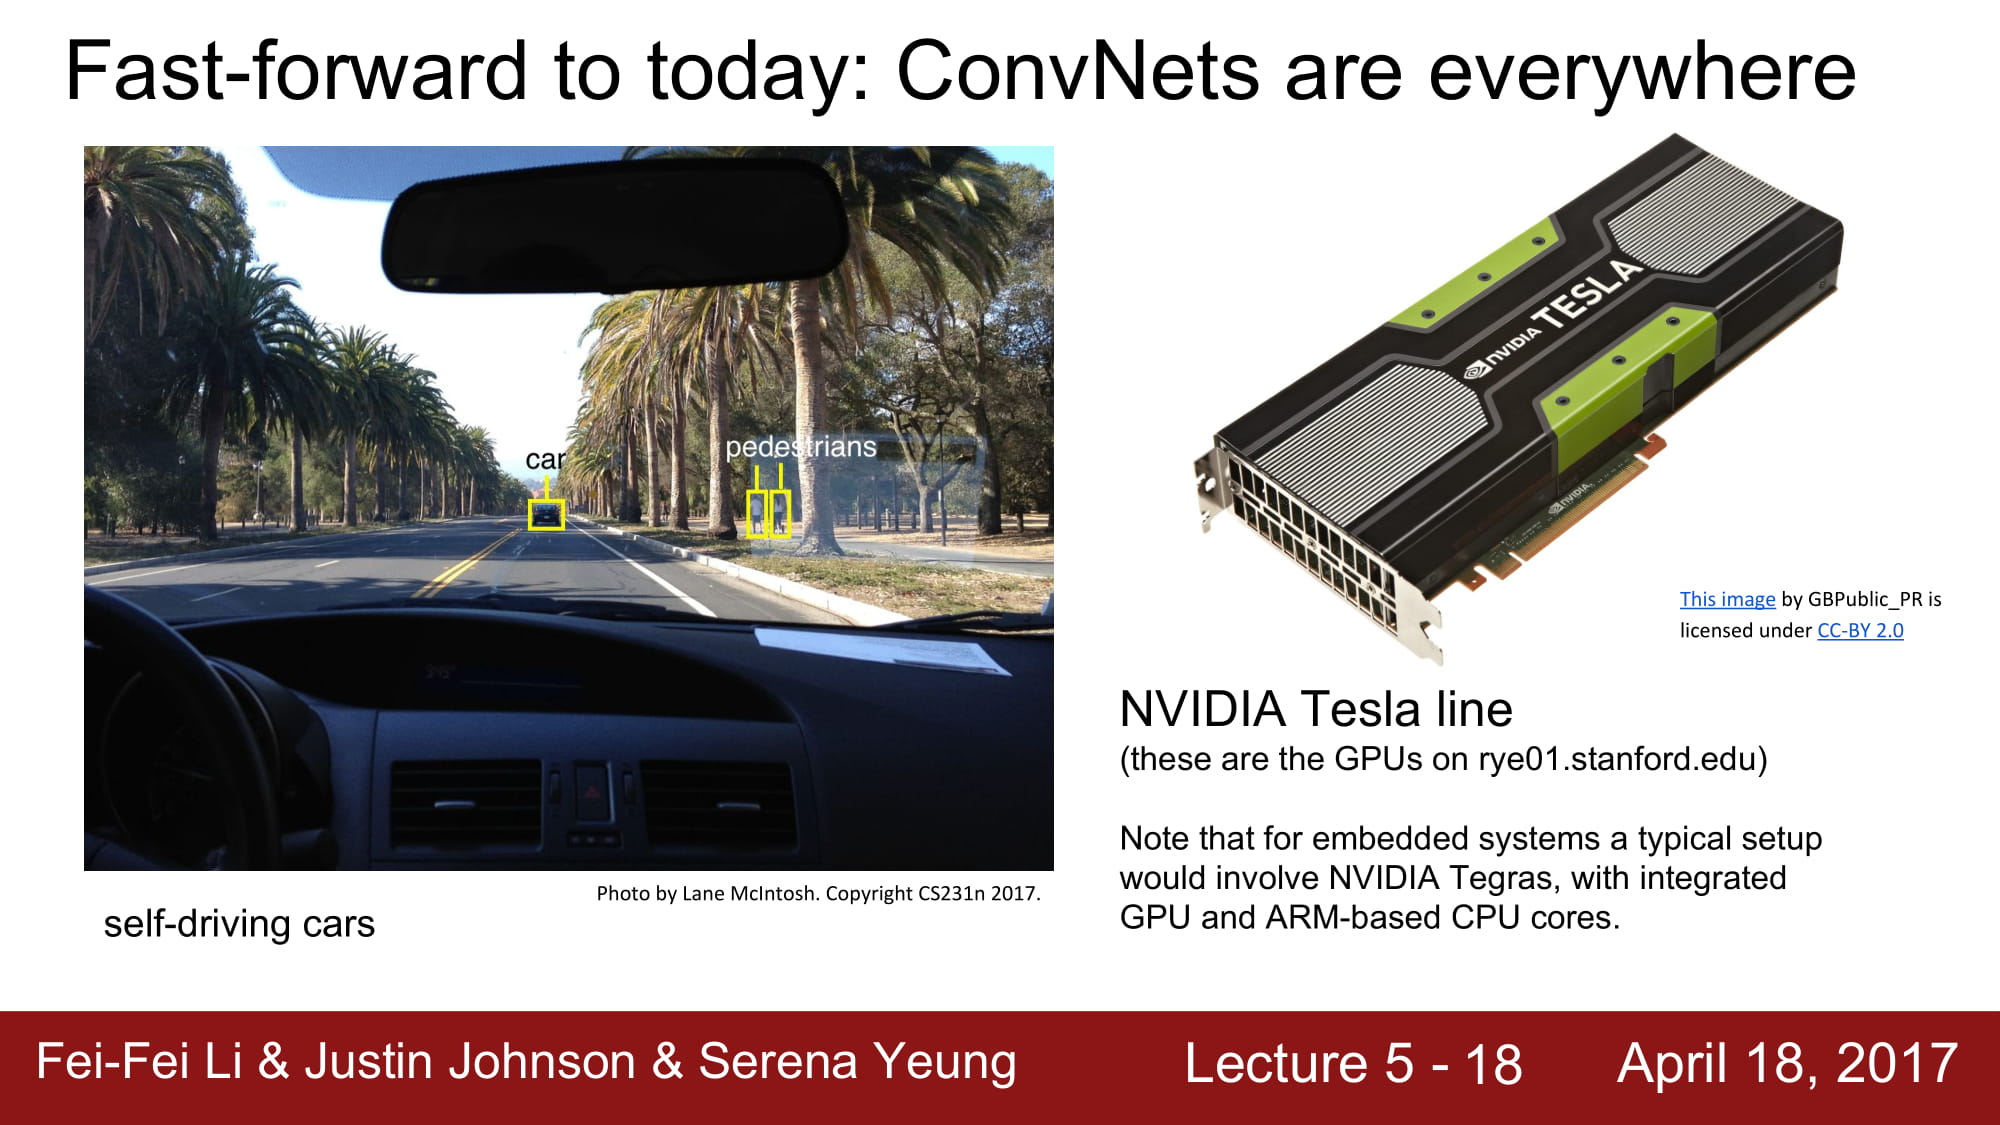 Fast-forward to today: ConvNets are everywhere
car
pedestrians
NVIDIA TESLA
NVIDIA
This image by GBPublic_PR is
licensed under CC-BY 2.0
NVIDIA Tesla line
(these are the GPUs on rye01.stanford.edu)
Note that for embedded systems a typical setup
would involve NVIDIA Tegras, with integrated
GPU and ARM-based CPU cores.
Photo by Lane McIntosh. Copyright CS231n 2017.
self-driving cars
Fei-Fei Li & Justin Johnson & Serena Yeung
Lecture 5 - 18
April 18, 2017